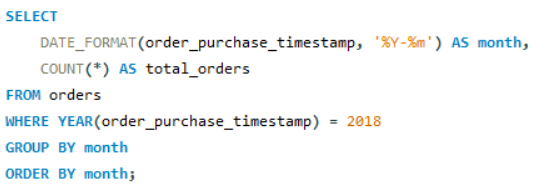 SELECT
    DATE_FORMAT(order_purchase_timestamp, '%Y-%m') AS month,
    COUNT(*) AS total_orders
FROM orders
WHERE YEAR(order_purchase_timestamp) = 2018
GROUP BY month
ORDER BY month;